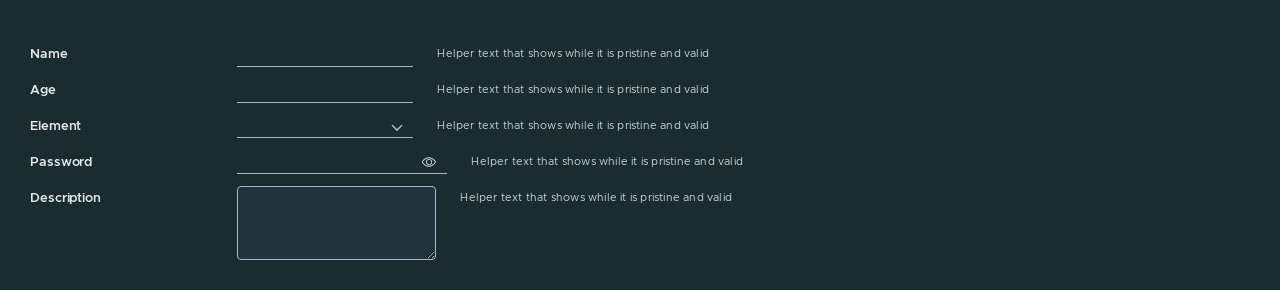 Name Helper text that shows while it is pristine and valid
Age Helper text that shows while it is pristine and valid
Element Helper text that shows while it is pristine and valid
Password Helper text that shows while it is pristine and valid
Description Helper text that shows while it is pristine and valid